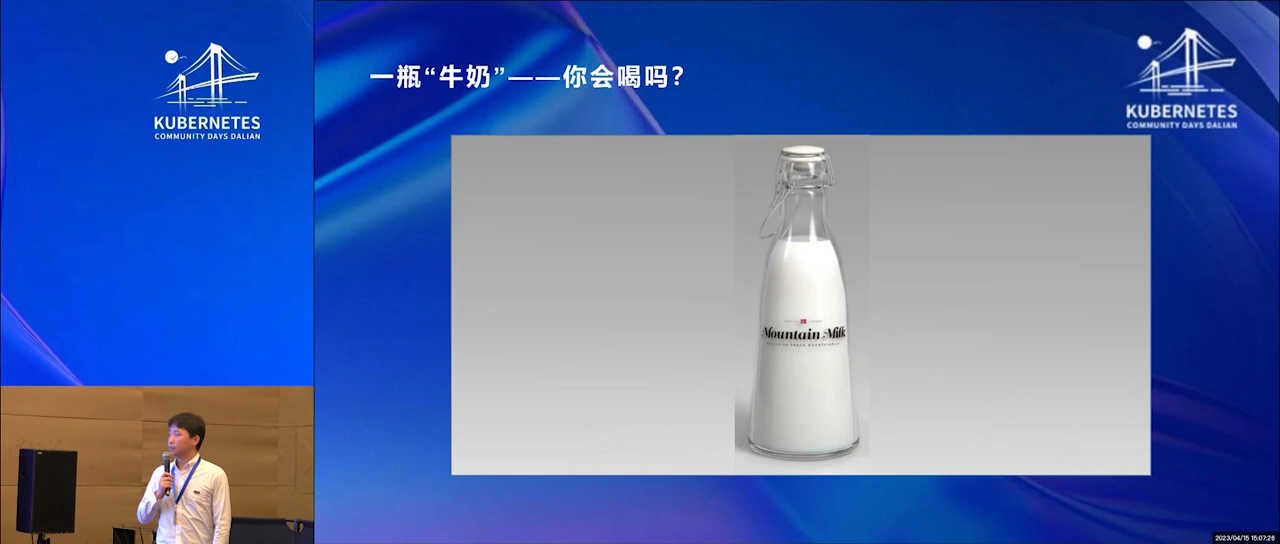 KUBERNETES
COMMUNITY DAYS DALIAN
一瓶“牛奶”——你会喝吗？
KUBERNETES
COMMUNITY DAYS DALIAN
Mountain Milk
2023/04/15 15:07:26